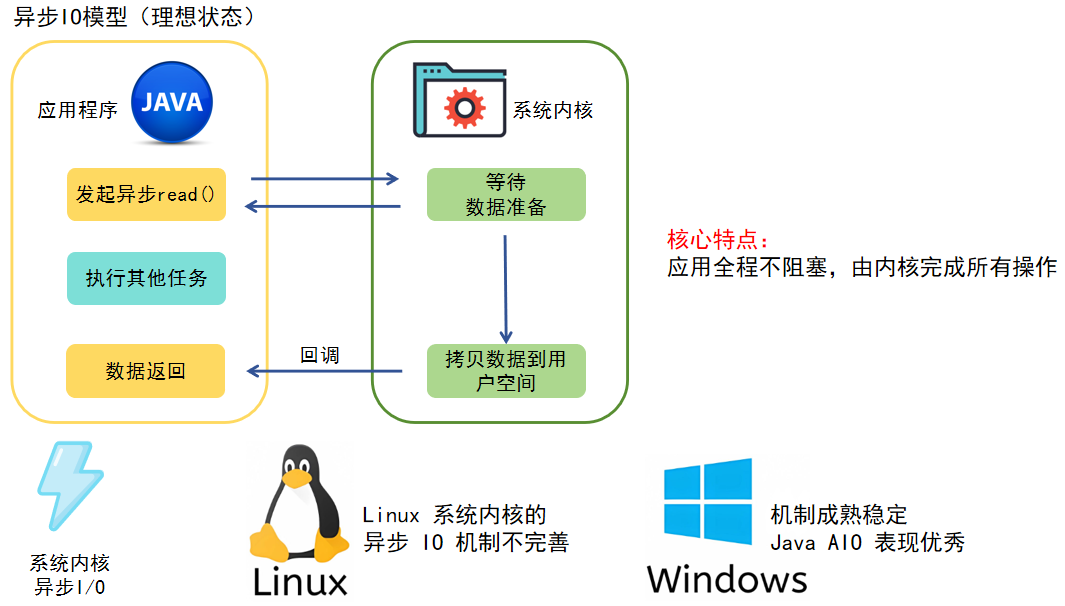 异步IO模型（理想状态）
应用程序
JAVA
系统内核
发起异步read()
等待
数据准备
核心特点：
应用全程不阻塞，由内核完成所有操作
执行其他任务
数据返回
回调
拷贝数据到用
户空间
系统内核
异步I/O
Linux 系统内核的
异步 IO 机制不完善
Linux
机制成熟稳定
Java AIO 表现优秀
Windows